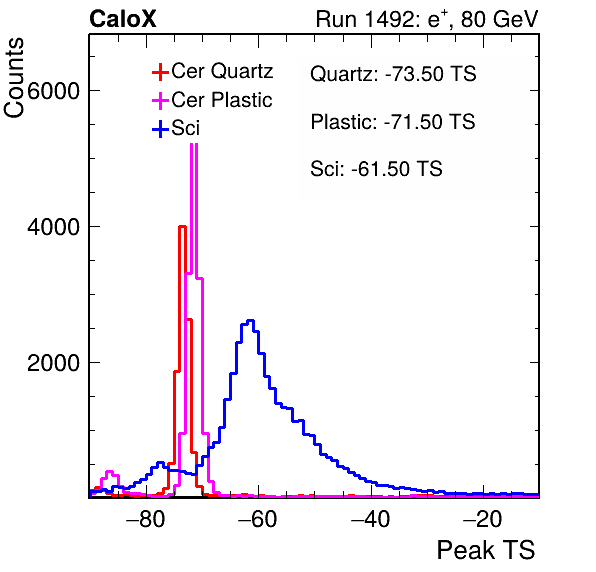 CaloX Run 1492: e+, 80 GeV
Counts
Cer Quartz
Cer Plastic
Sci
Quartz: -73.50 TS
Plastic: -71.50 TS
Sci: -61.50 TS
6000
4000
2000
−80 −60 −40 −20
Peak TS